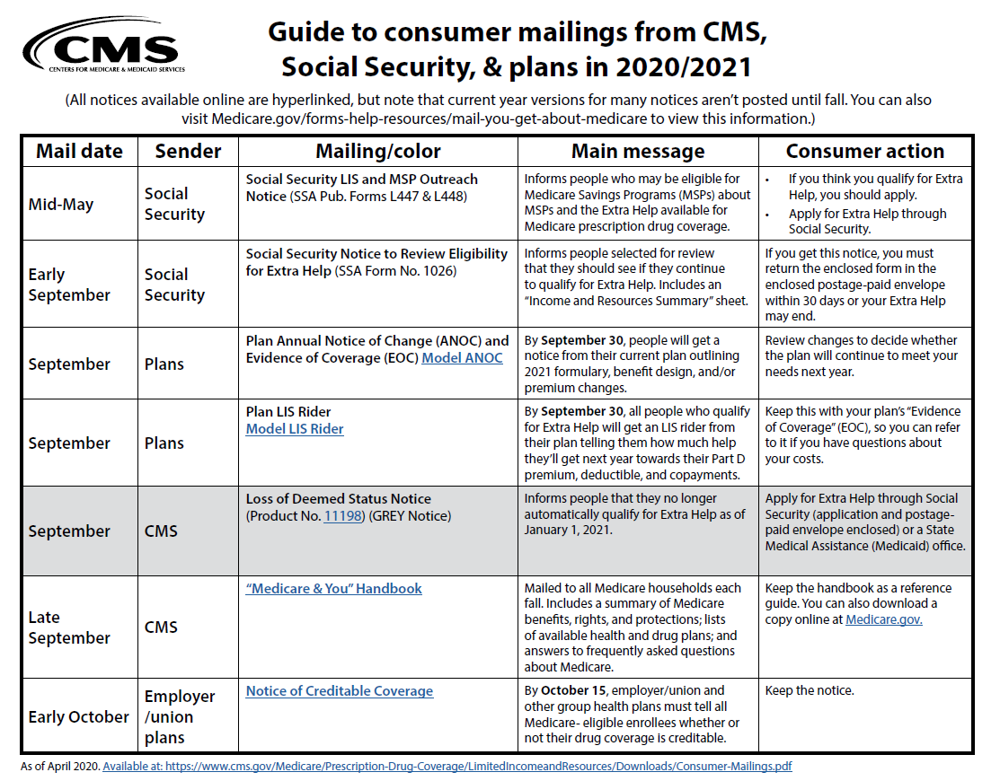 CMS
CENTERS FOR MEDICARE & MEDICAID SERVICES
Guide to consumer mailings from CMS,
Social Security, & plans in 2020/2021
(All notices available online are hyperlinked, but note that current year versions for many notices aren’t posted until fall. You can also
visit Medicare.gov/forms-help-resources/mail-you-get-about-medicare to view this information.)
Mail date
Sender
Mailing/color
Main message
Consumer action
Mid-May
Social
Security
Social Security LIS and MSP Outreach
Notice (SSA Pub. Forms L447 & L448)
Informs people who may be eligible for
Medicare Savings Programs (MSPs) about
MSPs and the Extra Help available for
Medicare prescription drug coverage.
• If you think you qualify for Extra
Help, you should apply.
• Apply for Extra Help through
Social Security.
Early
September
Social
Security
Social Security Notice to Review Eligibility
for Extra Help (SSA Form No. 1026)
Informs people selected for review
that they should see if they continue
to qualify for Extra Help. Includes an
“Income and Resources Summary” sheet.
If you get this notice, you must
return the enclosed form in the
enclosed postage-paid envelope
within 30 days or your Extra Help
may end.
September
Plans
Plan Annual Notice of Change (ANOC) and
Evidence of Coverage (EOC) Model ANOC
By September 30, people will get a
notice from their current plan outlining
2021 formulary, benefit design, and/or
premium changes.
Review changes to decide whether
the plan will continue to meet your
needs next year.
September
Plans
Plan LIS Rider
Model LIS Rider
By September 30, all people who qualify
for Extra Help will get an LIS rider from
their plan telling them how much help
they’ll get next year towards their Part D
premium, deductible, and copayments.
Keep this with your plan’s “Evidence
of Coverage” (EOC), so you can refer
to it if you have questions about
your costs.
September
CMS
Loss of Deemed Status Notice
(Product No. 11198) (GREY Notice)
Informs people that they no longer
automatically qualify for Extra Help as of
January 1, 2021.
Apply for Extra Help through Social
Security (application and postage-
paid envelope enclosed) or a State
Medical Assistance (Medicaid) office.
Late
September
CMS
“Medicare & You” Handbook
Mailed to all Medicare households each
fall. Includes a summary of Medicare
benefits, rights, and protections; lists
of available health and drug plans; and
answers to frequently asked questions
about Medicare.
Keep the handbook as a reference
guide. You can also download a
copy online at Medicare.gov.
Early October
Employer
/union
plans
Notice of Creditable Coverage
By October 15, employer/union and
other group health plans must tell all
Medicare- eligible enrollees whether or
not their drug coverage is creditable.
Keep the notice.
As of April 2020. Available at: https://www.cms.gov/Medicare/Prescription-Drug-Coverage/LimitedIncomeandResources/Downloads/Consumer-Mailings.pdf